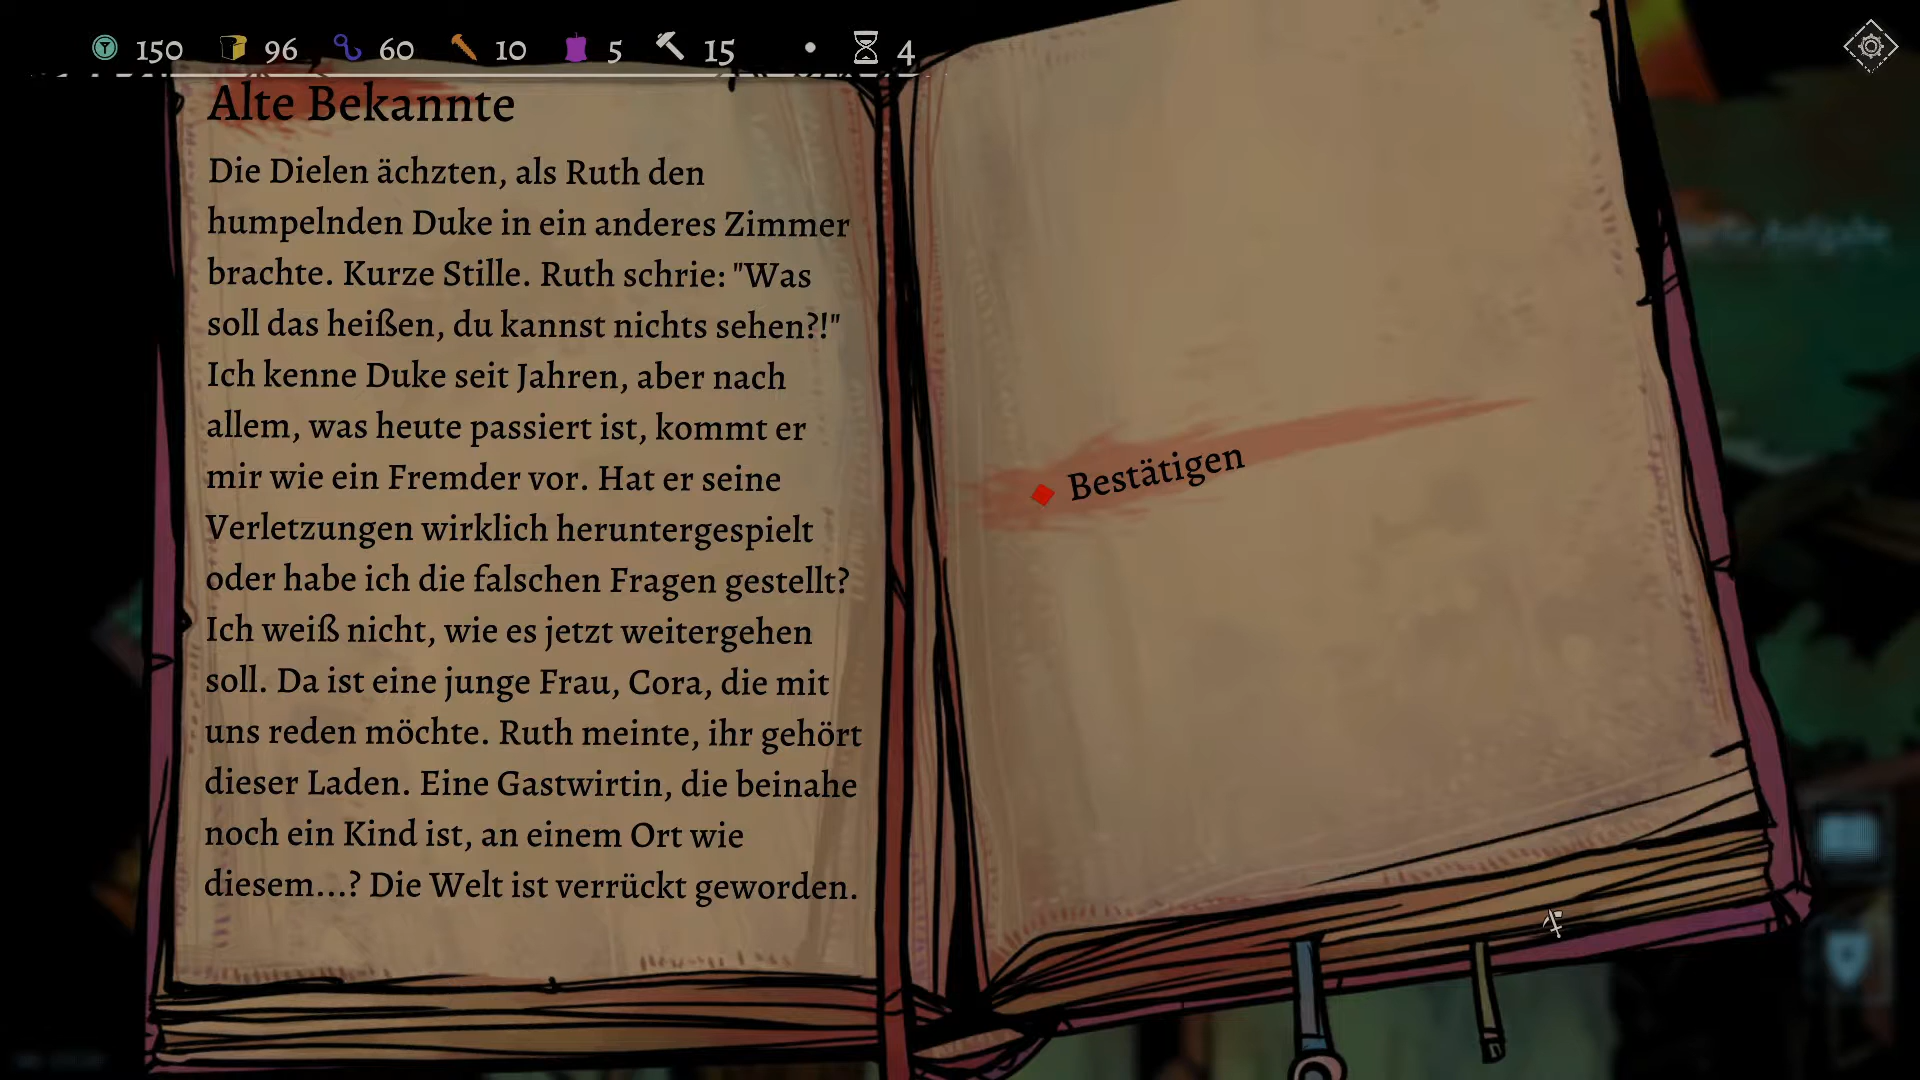 150 96 60 10 5 15 • 4
Alte Bekannte
Die Dielen ächzten, als Ruth den
humpelnden Duke in ein anderes Zimmer
brachte. Kurze Stille. Ruth schrie: "Was
soll das heißen, du kannst nichts sehen?!"
Ich kenne Duke seit Jahren, aber nach
allem, was heute passiert ist, kommt er
mir wie ein Fremder vor. Hat er seine
Verletzungen wirklich heruntergespielt
oder habe ich die falschen Fragen gestellt?
Ich weiß nicht, wie es jetzt weitergehen
soll. Da ist eine junge Frau, Cora, die mit
uns reden möchte. Ruth meinte, ihr gehört
dieser Laden. Eine Gastwirtin, die beinahe
noch ein Kind ist, an einem Ort wie
diesem...? Die Welt ist verrückt geworden.
Bestätigen